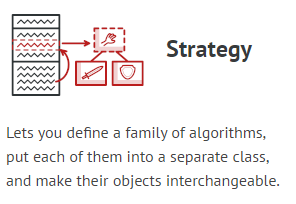 Strategy
Lets you define a family of algorithms,
put each of them into a separate class,
and make their objects interchangeable.